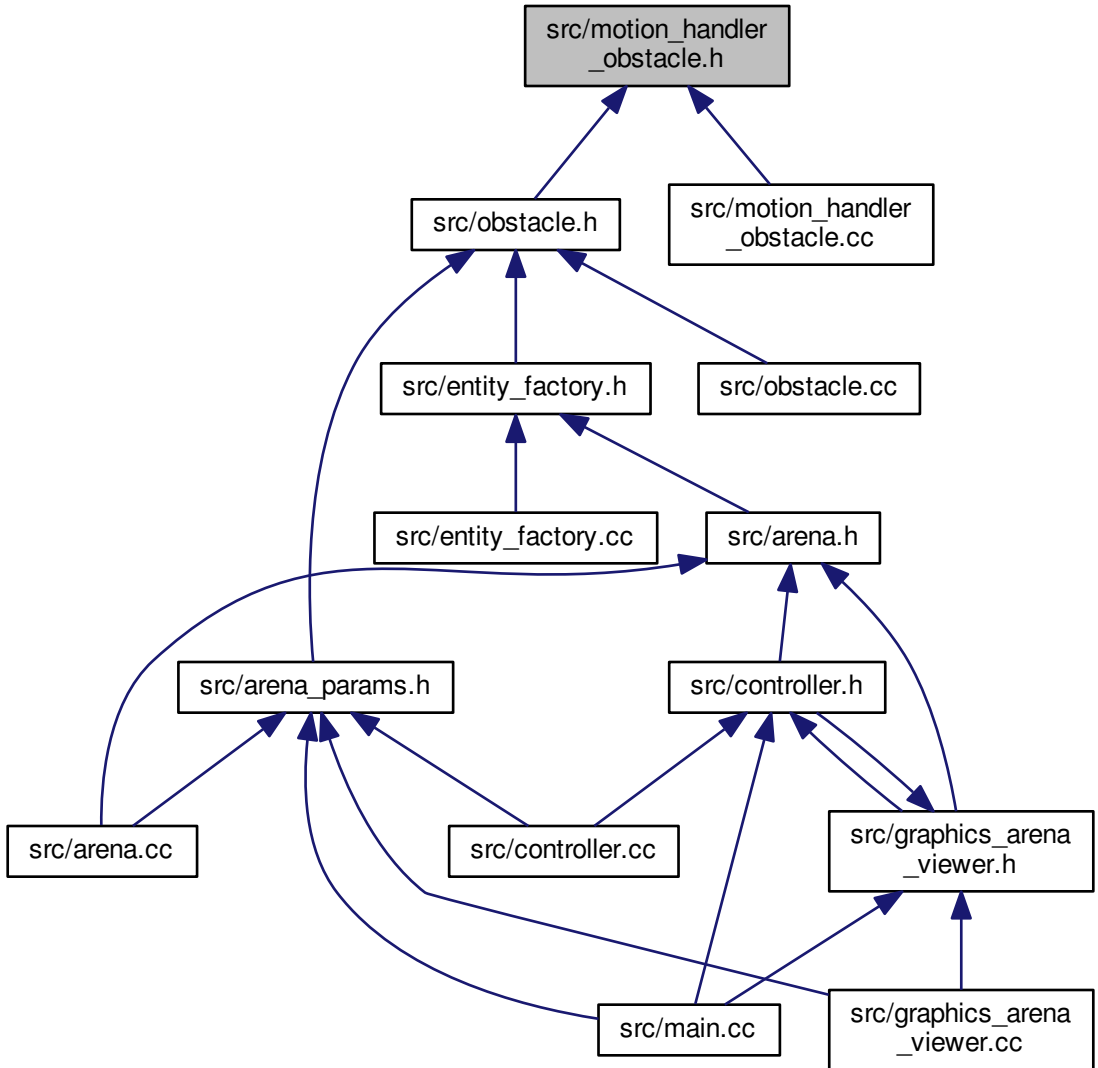 src/motion_handler
_obstacle.h
src/obstacle.h
src/motion_handler
_obstacle.cc
src/entity_factory.h
src/obstacle.cc
src/entity_factory.cc
src/arena.h
src/arena_params.h
src/controller.h
src/arena.cc
src/controller.cc
src/graphics_arena
_viewer.h
src/main.cc
src/graphics_arena
_viewer.cc